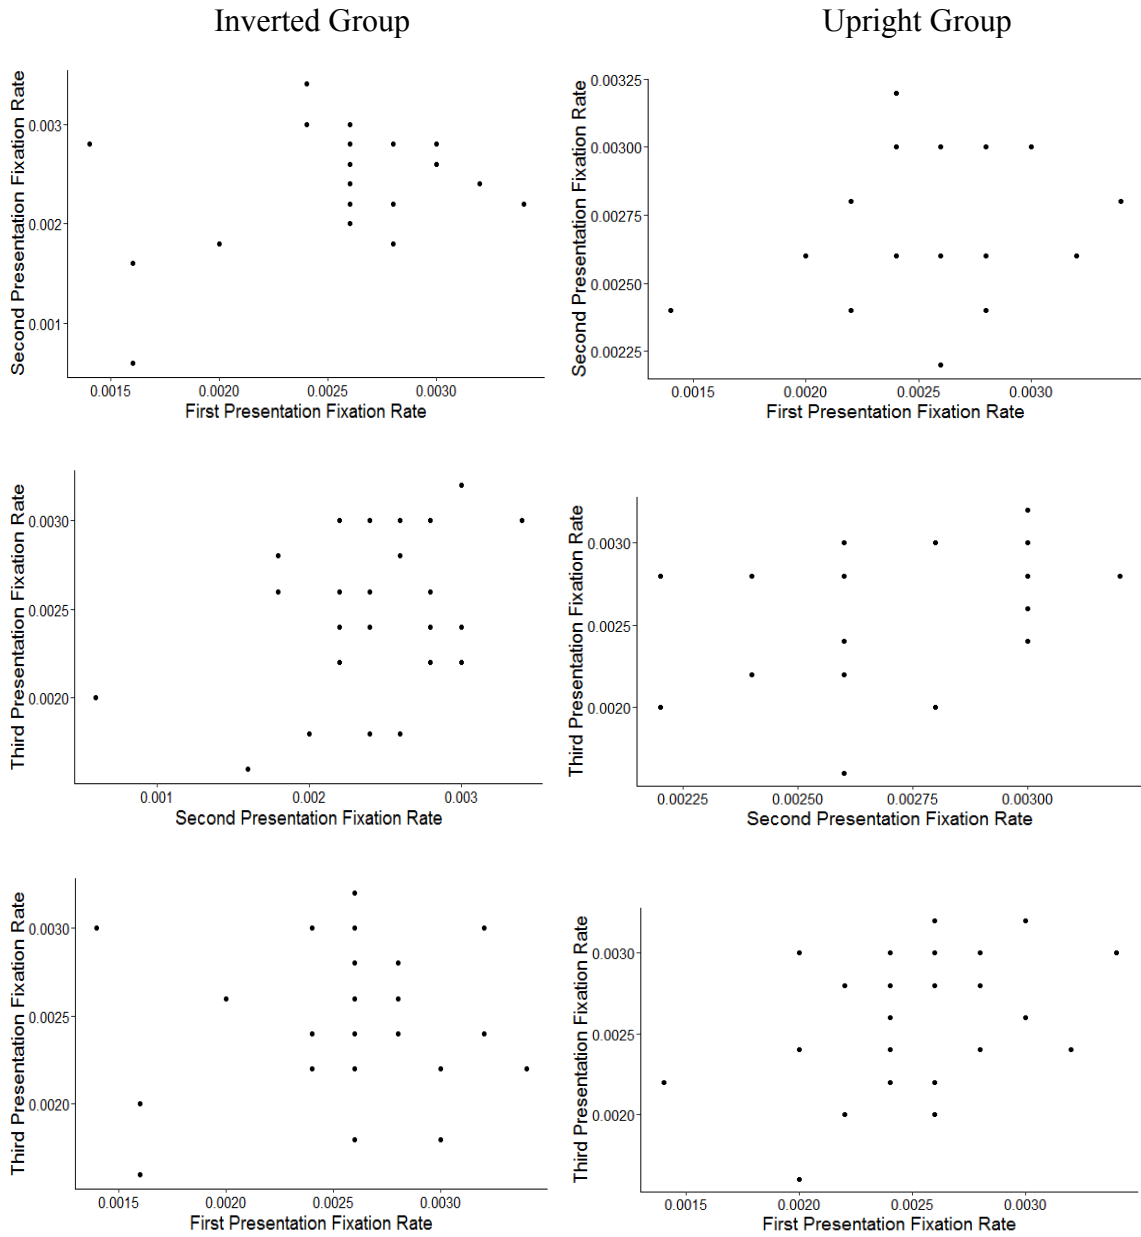 Inverted Group
Upright Group
Second Presentation Fixation Rate
0.003
0.002
0.001
0.0015 0.0020 0.0025 0.0030
First Presentation Fixation Rate
Second Presentation Fixation Rate
0.00325
0.00300
0.00275
0.00250
0.00225
0.0015 0.0020 0.0025 0.0030
First Presentation Fixation Rate
Third Presentation Fixation Rate
0.0030
0.0025
0.0020
0.001 0.002 0.003
Second Presentation Fixation Rate
Third Presentation Fixation Rate
0.0030
0.0025
0.0020
0.00225 0.00250 0.00275 0.00300
Second Presentation Fixation Rate
Third Presentation Fixation Rate
0.0030
0.0025
0.0020
0.0015 0.0020 0.0025 0.0030
First Presentation Fixation Rate
Third Presentation Fixation Rate
0.0030
0.0025
0.0020
0.0015 0.0020 0.0025 0.0030
First Presentation Fixation Rate